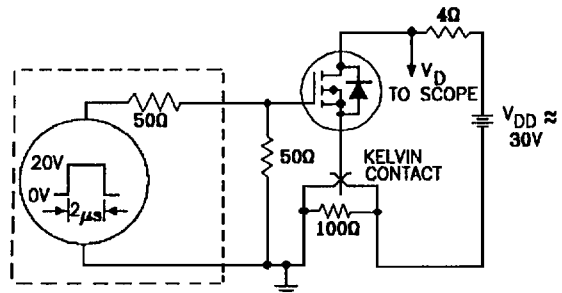 4Ω
V_D
TO SCOPE
V_DD ≈
30V
50Ω
50Ω
20V
0V
2μs
KELVIN
CONTACT
100Ω